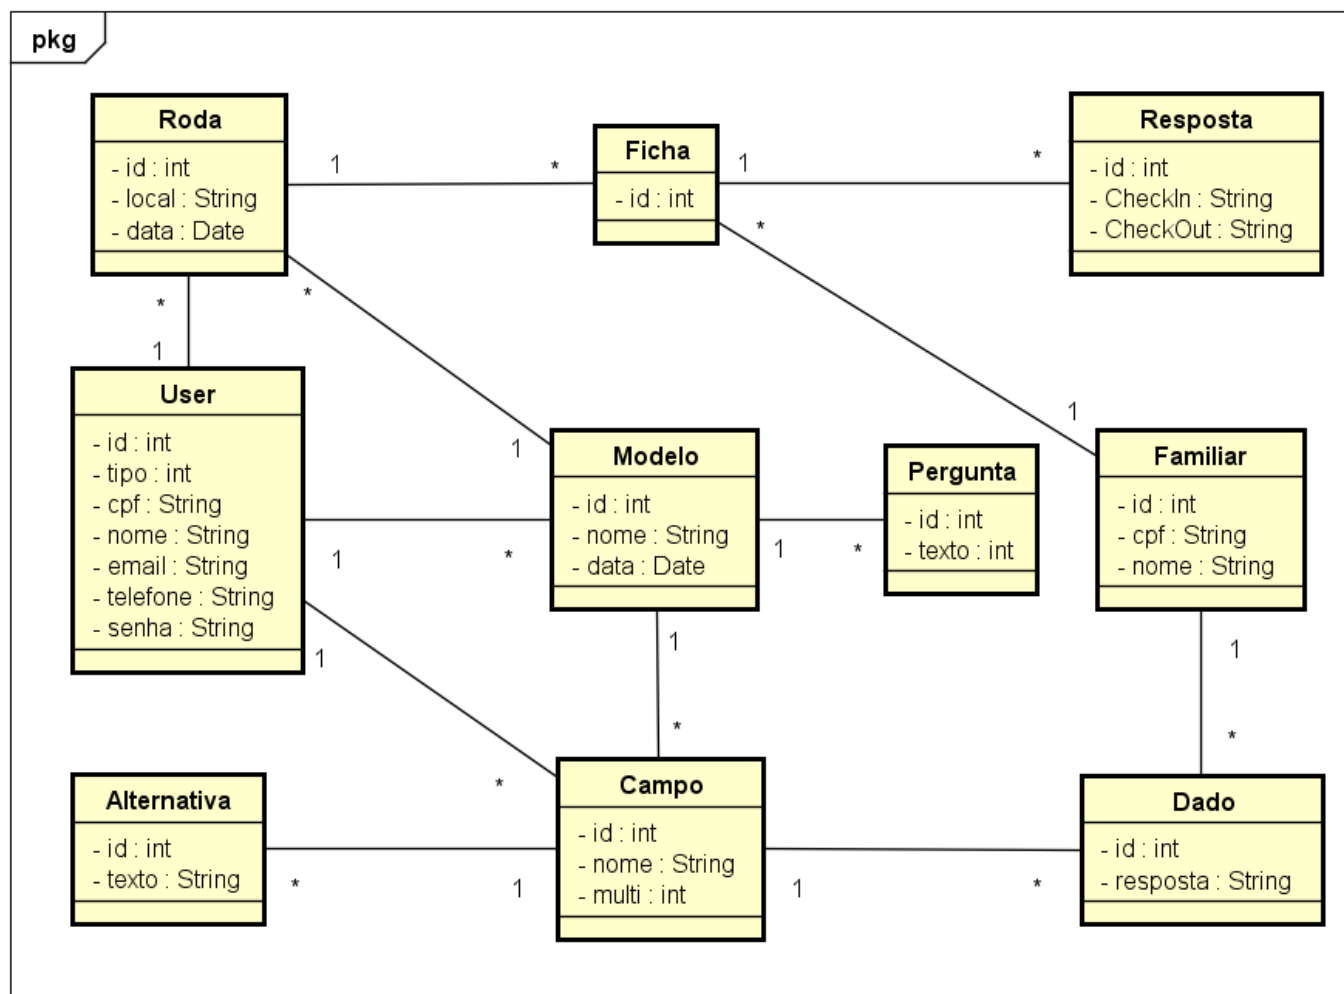 pkg
Roda
- id : int
- local : String
- data : Date
1
*
Ficha
- id : int
1
*
Resposta
- id : int
- CheckIn : String
- CheckOut : String
*
1
*
1
*
1
User
- id : int
- tipo : int
- cpf : String
- nome : String
- email : String
- telefone : String
- senha : String
1
*
Modelo
- id : int
- nome : String
- data : Date
1
*
Pergunta
- id : int
- texto : int
Familiar
- id : int
- cpf : String
- nome : String
1
*
1
*
1
*
Alternativa
- id : int
- texto : String
*
1
Campo
- id : int
- nome : String
- multi : int
1
*
Dado
- id : int
- resposta : String